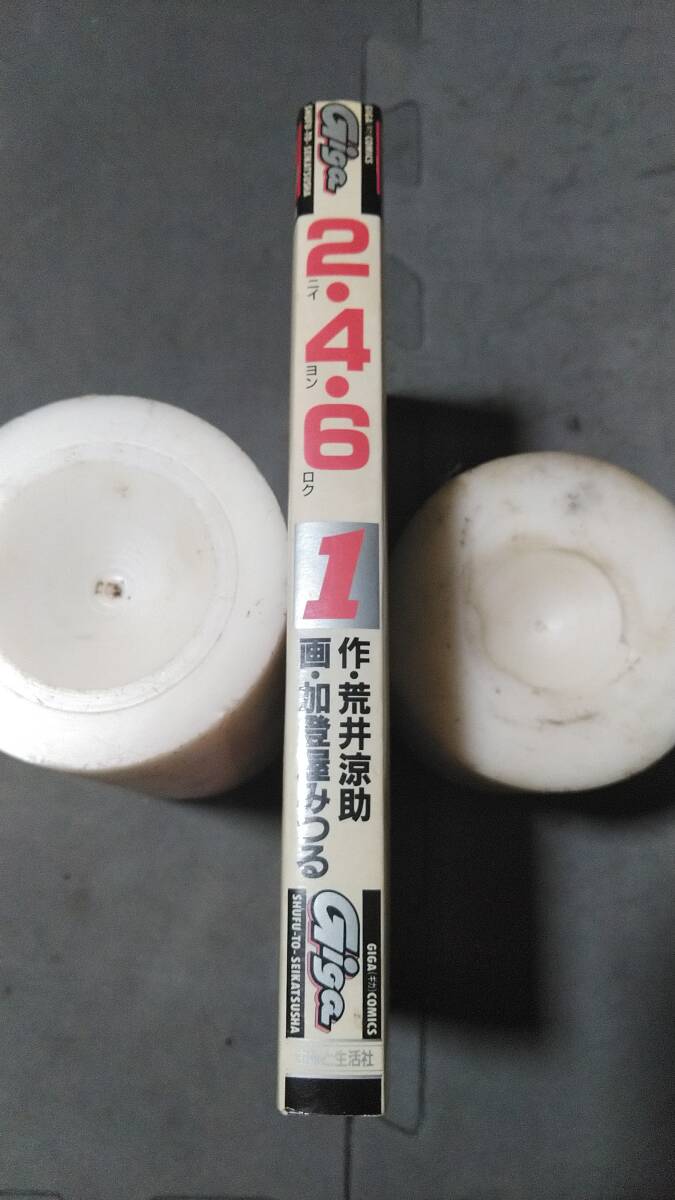 GIGA(ギガ)COMICS
Giga
SHUFU-TO-SEIKATSUSHA
2・4・6
ニイ
ヨン
ロク
1
作・荒井涼助
画・加登屋みつる
GIGA(ギガ)COMICS
Giga
SHUFU-TO-SEIKATSUSHA
主婦と生活社